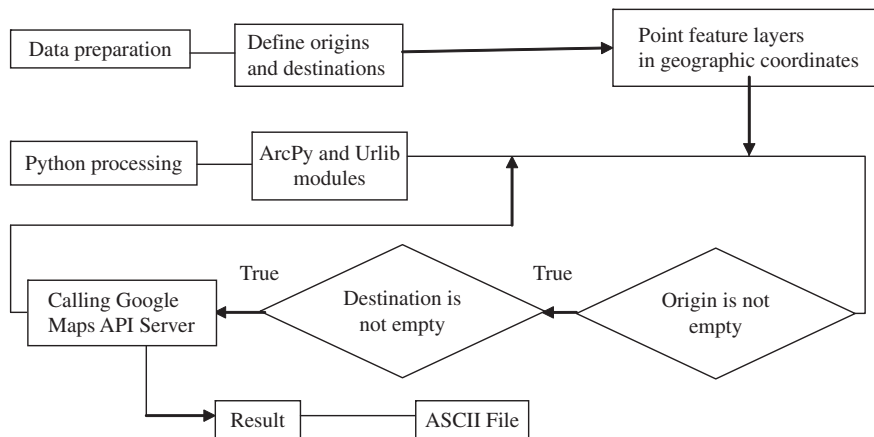 Data preparation
Define origins
and destinations
Point feature layers
in geographic coordinates
Python processing
ArcPy and Urlib
modules
True
True
Calling Google
Maps API Server
Destination is
not empty
Origin is not
empty
Result
ASCII File